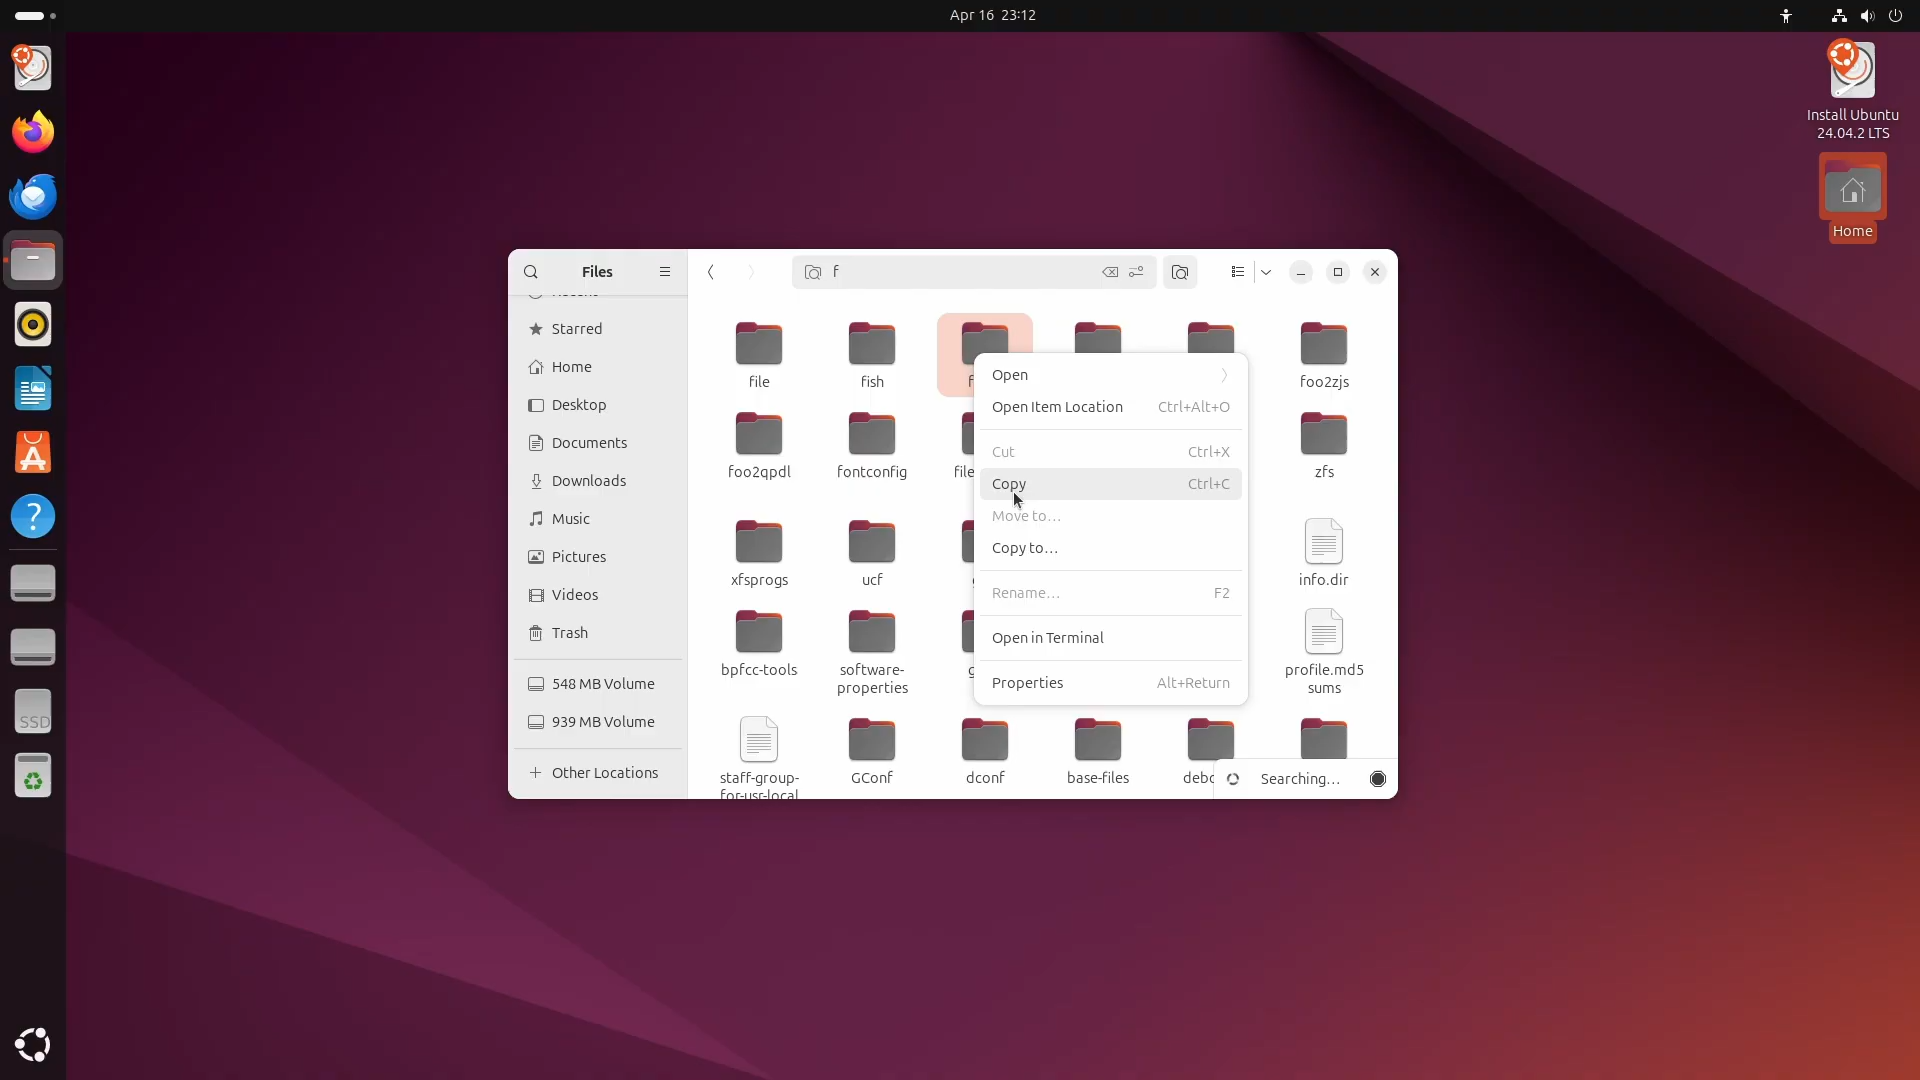 Apr 16 23:12
Install Ubuntu
24.04.2 LTS
Home
Files
f
Starred
Home
Desktop
Documents
Downloads
Music
Pictures
Videos
Trash
548 MB Volume
939 MB Volume
Other Locations
file
fish
foo2zjs
foo2qpdl
fontconfig
zfs
xfsprogs
ucf
info.dir
bpfcc-tools
software-
properties
profile.md5
sums
staff-group-
for-usr-local
GConf
dconf
base-files
Searching…
Open
Open Item Location Ctrl+Alt+O
Cut Ctrl+X
Copy Ctrl+C
Move to…
Copy to…
Rename… F2
Open in Terminal
Properties Alt+Return
SSD